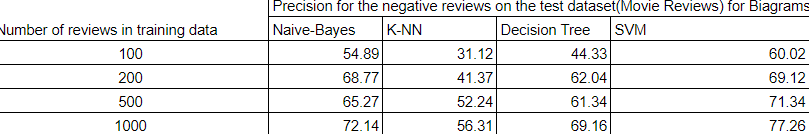 Precision for the negative reviews on the test dataset(Movie Reviews) for Biagrams
Number of reviews in training data Naive-Bayes K-NN Decision Tree SVM
100 54.89 31.12 44.33 60.02
200 68.77 41.37 62.04 69.12
500 65.27 52.24 61.34 71.34
1000 72.14 56.31 69.16 77.26